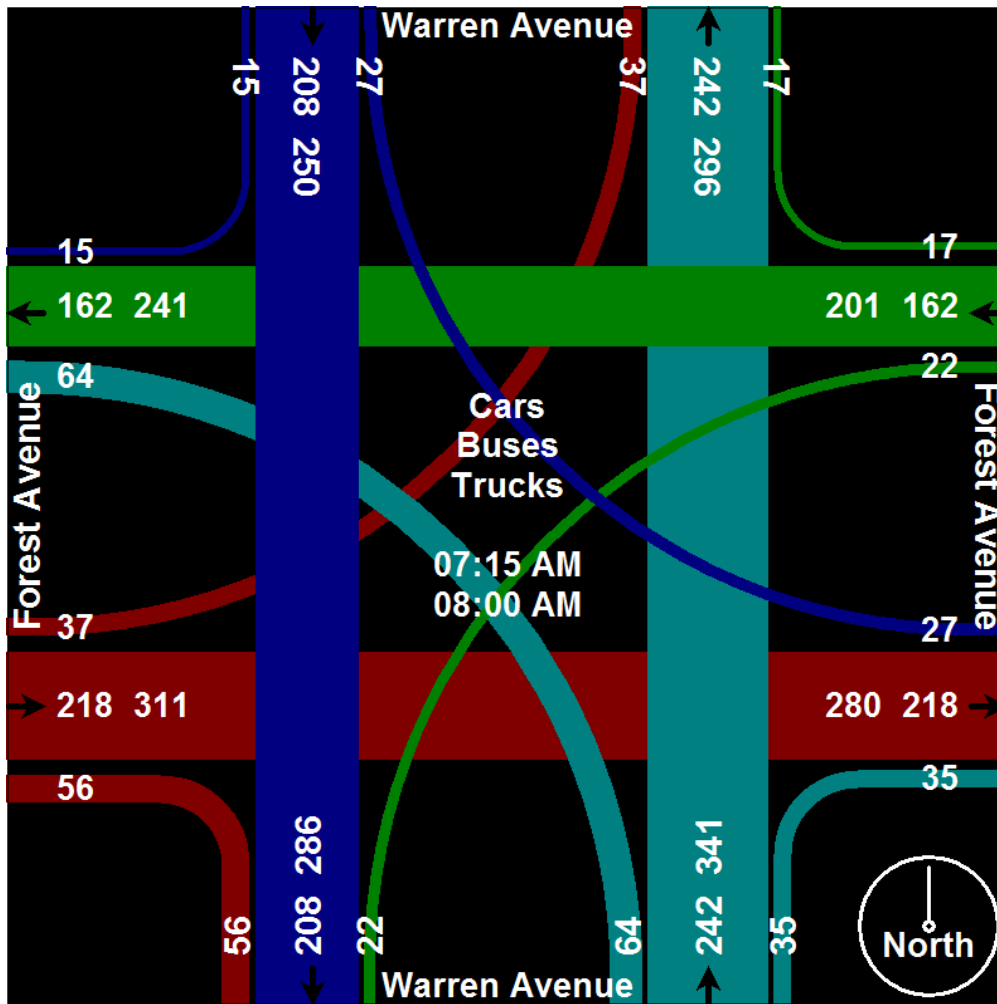 Warren Avenue
15
208 250
27
37
242 296
17
15
17
162 241
201 162
64
22
Forest Avenue
Forest Avenue
Cars
Buses
Trucks
07:15 AM
08:00 AM
37
27
218 311
280 218
56
35
56
208 286
22
64
242 341
35
North
Warren Avenue